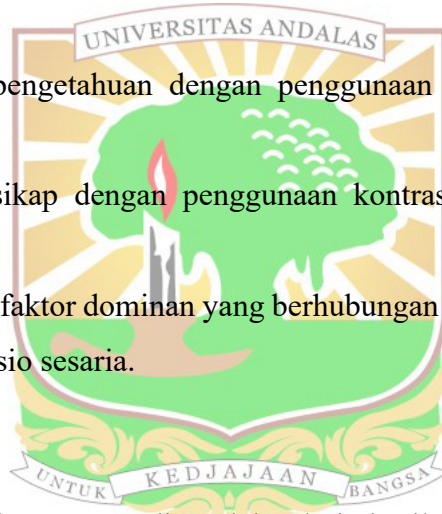 UNIVERSITAS ANDALAS
pengetahuan dengan penggunaan
sikap dengan penggunaan kontras
faktor dominan yang berhubungan
sio sesaria.
UNTUK KEDJAJAAN BANGSA